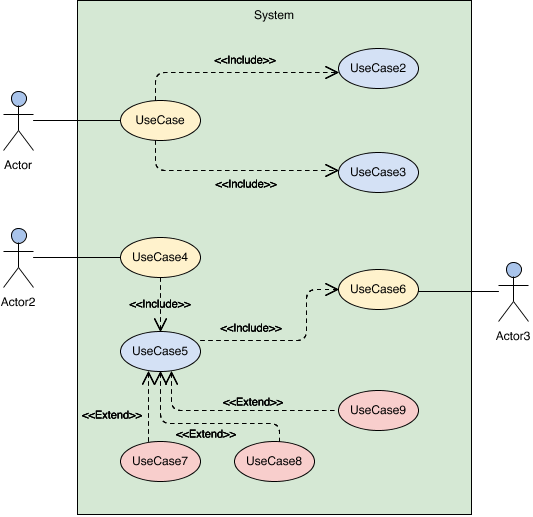 System
<<Include>>
UseCase2
UseCase
Actor
UseCase3
<<Include>>
UseCase4
UseCase6
Actor2
<<Include>>
<<Include>>
Actor3
UseCase5
<<Extend>>
UseCase9
<<Extend>>
<<Extend>>
UseCase7
UseCase8